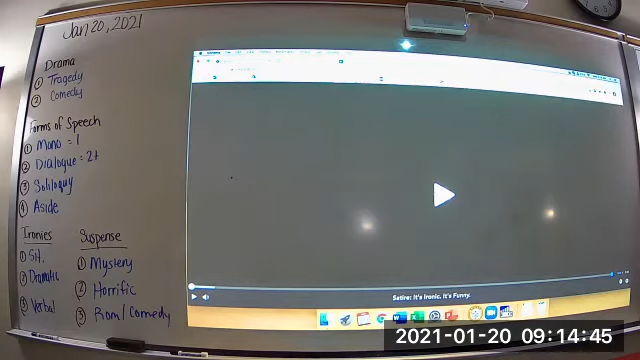 Jan 20, 2021
Drama
① Tragedy
② Comedy
Forms of Speech
① Mono = 1
② Dialogue = 2+
③ Soliloquy
④ Aside
Ironies
① Sit.
② Dramatic
③ Verbal
Suspense
① Mystery
② Horrific
③ Rom/Comedy
Satire: It's Ironic. It's Funny.
2021-01-20 09:14:45